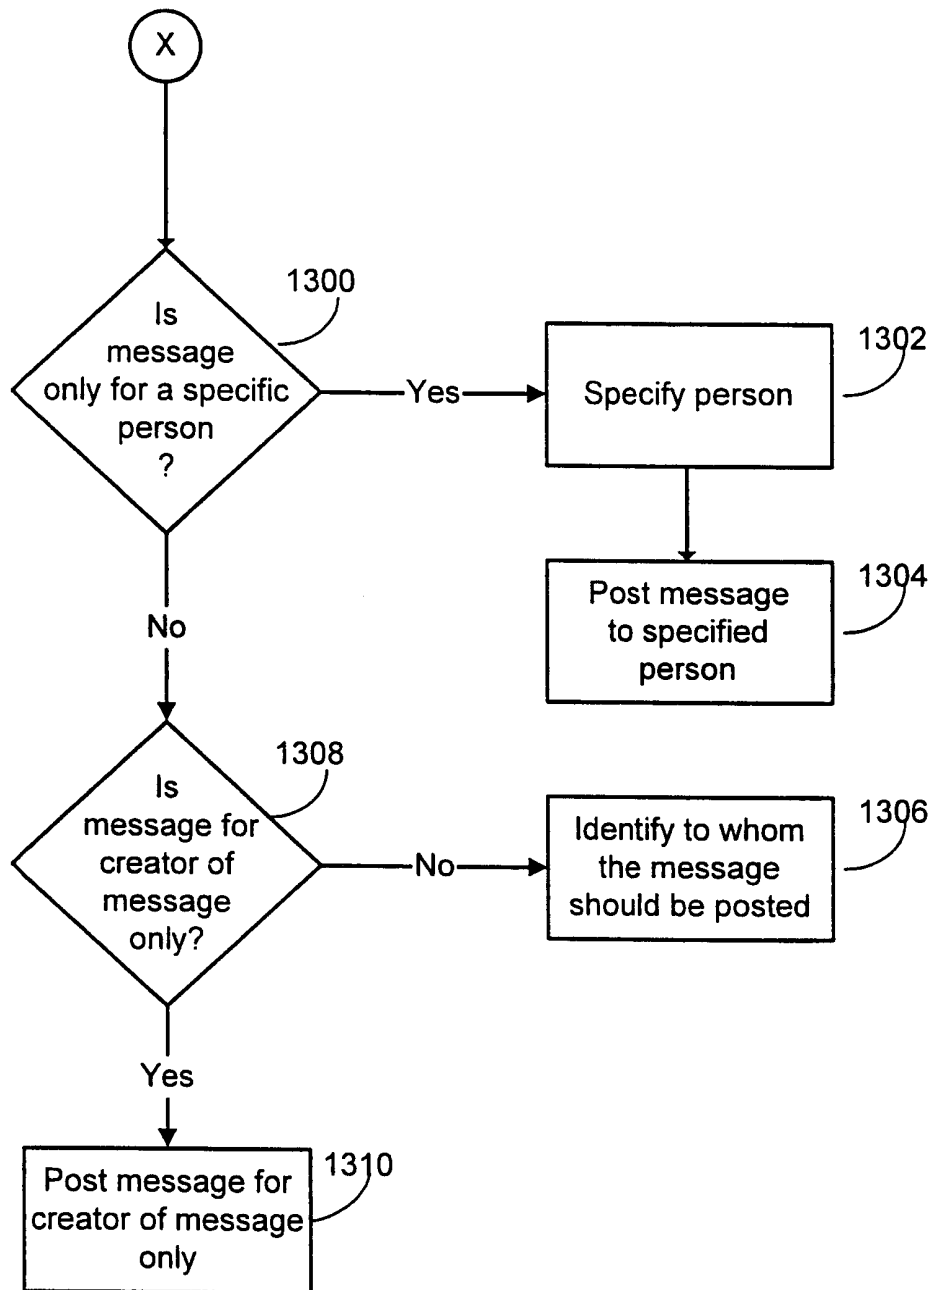 X
1300
Is
message
only for a specific
person
?
Yes
1302
Specify person
1304
Post message
to specified
person
No
1308
Is
message for
creator of
message
only?
No
1306
Identify to whom
the message
should be posted
Yes
1310
Post message for
creator of message
only